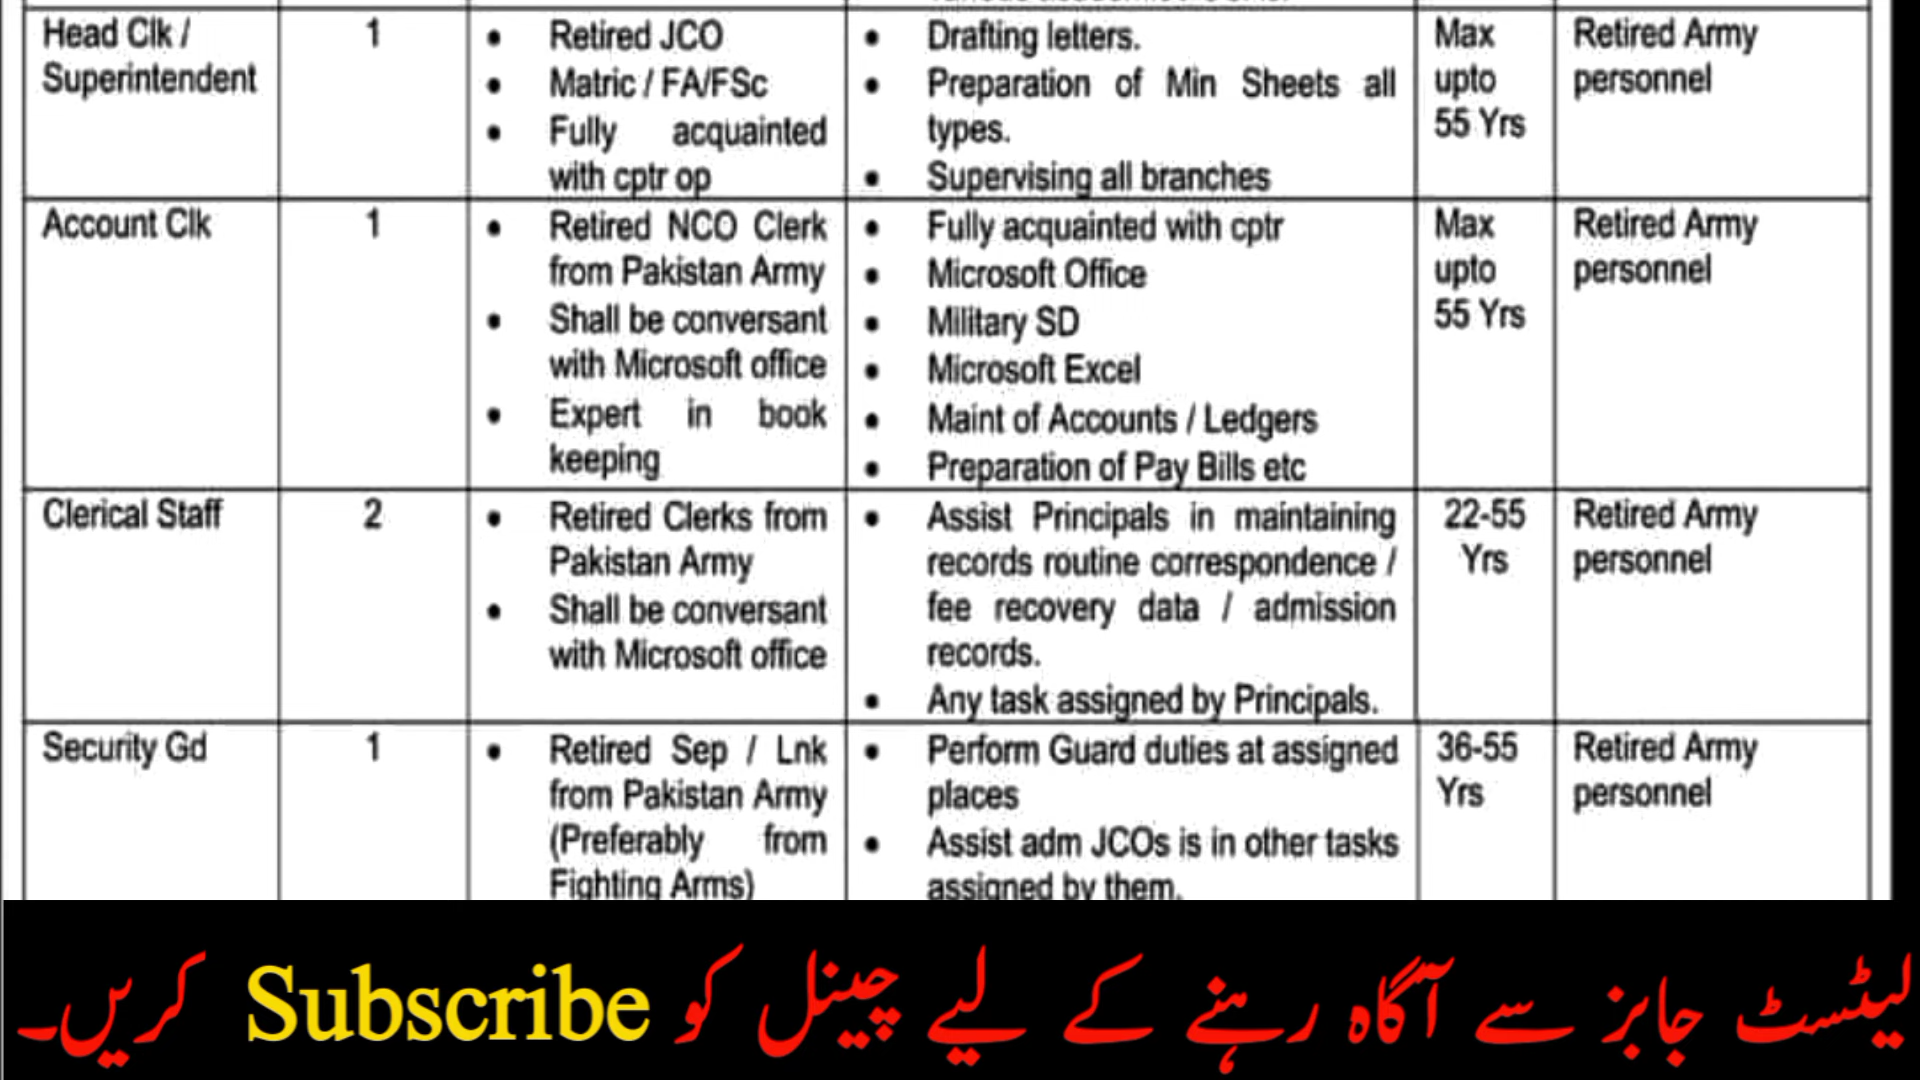 Head Clk /
Superintendent
1
• Retired JCO
• Matric / FA/FSc
• Fully acquainted
with cptr op
• Drafting letters.
• Preparation of Min Sheets all
types.
• Supervising all branches
Max
upto
55 Yrs
Retired Army
personnel
Account Clk
1
• Retired NCO Clerk
from Pakistan Army
• Shall be conversant
with Microsoft office
• Expert in book
keeping
• Fully acquainted with cptr
• Microsoft Office
• Military SD
• Microsoft Excel
• Maint of Accounts / Ledgers
• Preparation of Pay Bills etc
Max
upto
55 Yrs
Retired Army
personnel
Clerical Staff
2
• Retired Clerks from
Pakistan Army
• Shall be conversant
with Microsoft office
• Assist Principals in maintaining
records routine correspondence /
fee recovery data / admission
records.
• Any task assigned by Principals.
22-55
Yrs
Retired Army
personnel
Security Gd
1
• Retired Sep / Lnk
from Pakistan Army
(Preferably from
Fighting Arms)
• Perform Guard duties at assigned
places
• Assist adm JCOs is in other tasks
assigned by them.
36-55
Yrs
Retired Army
personnel
لیٹسٹ جابز سے آگاہ رہنے کے لیے چینل کو Subscribe کریں۔